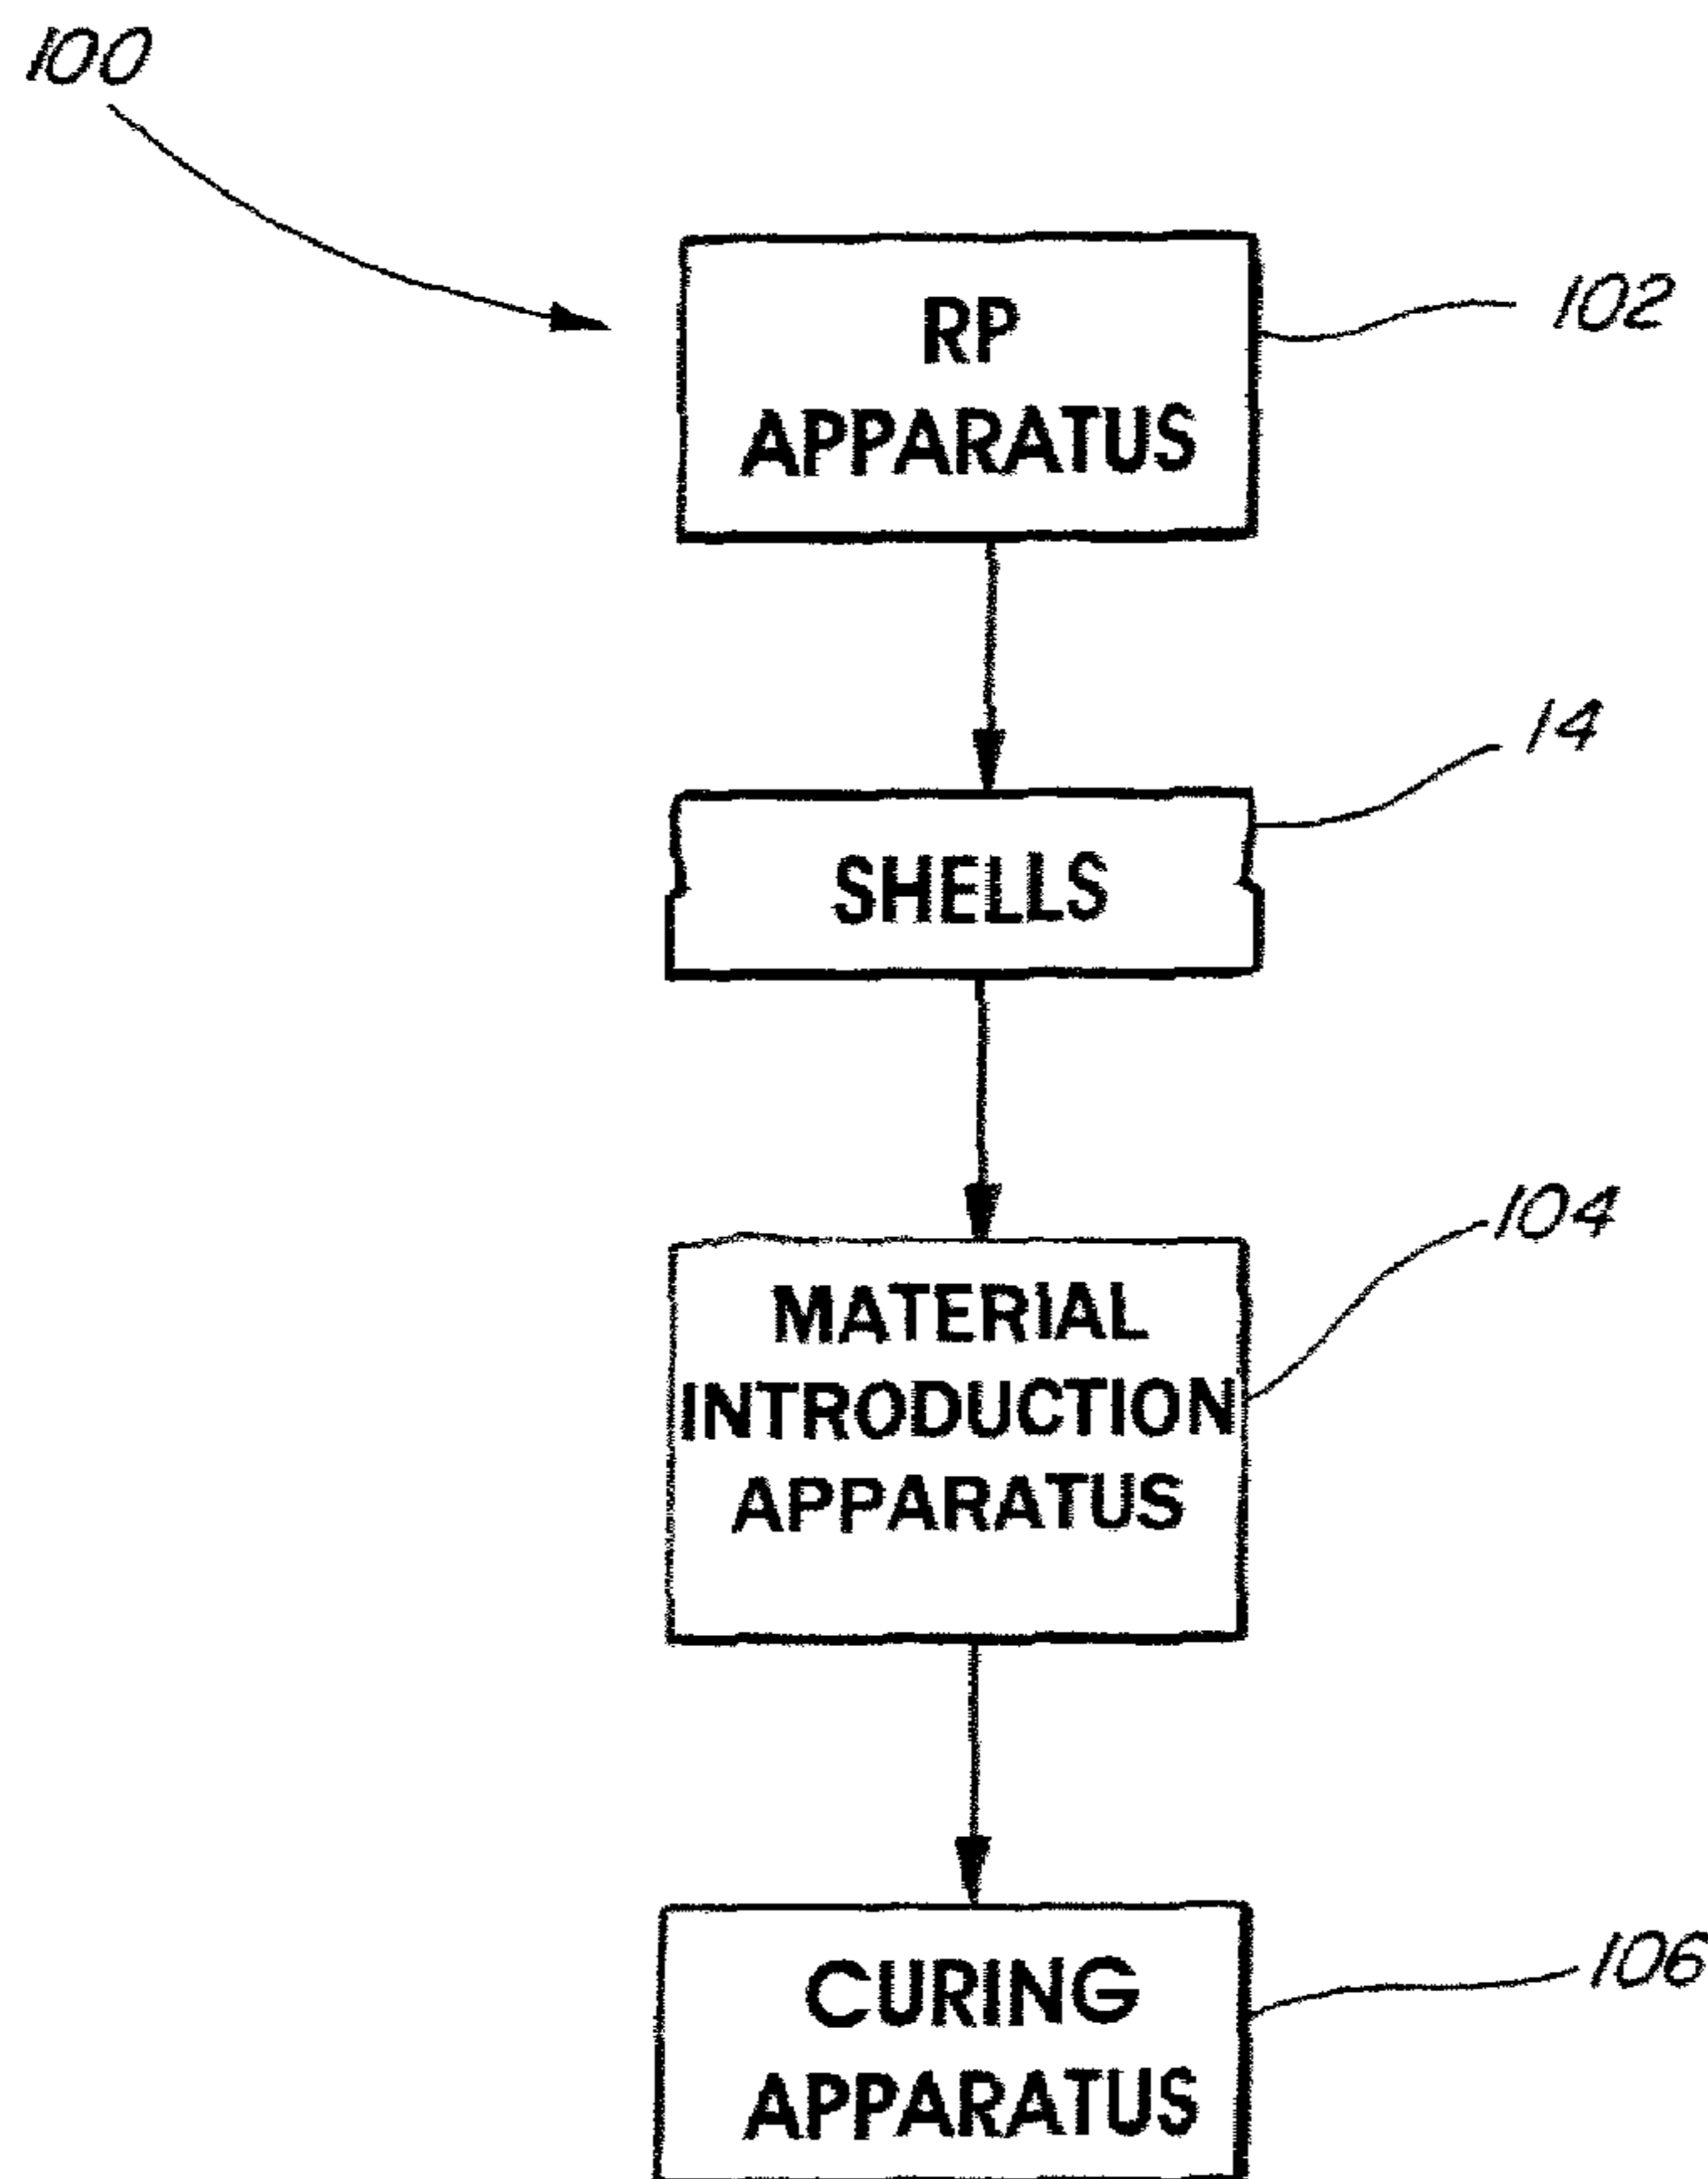 100
RP
102
APPARATUS
14
SHELLS
104
MATERIAL
INTRODUCTION
APPARATUS
106
CURING
APPARATUS